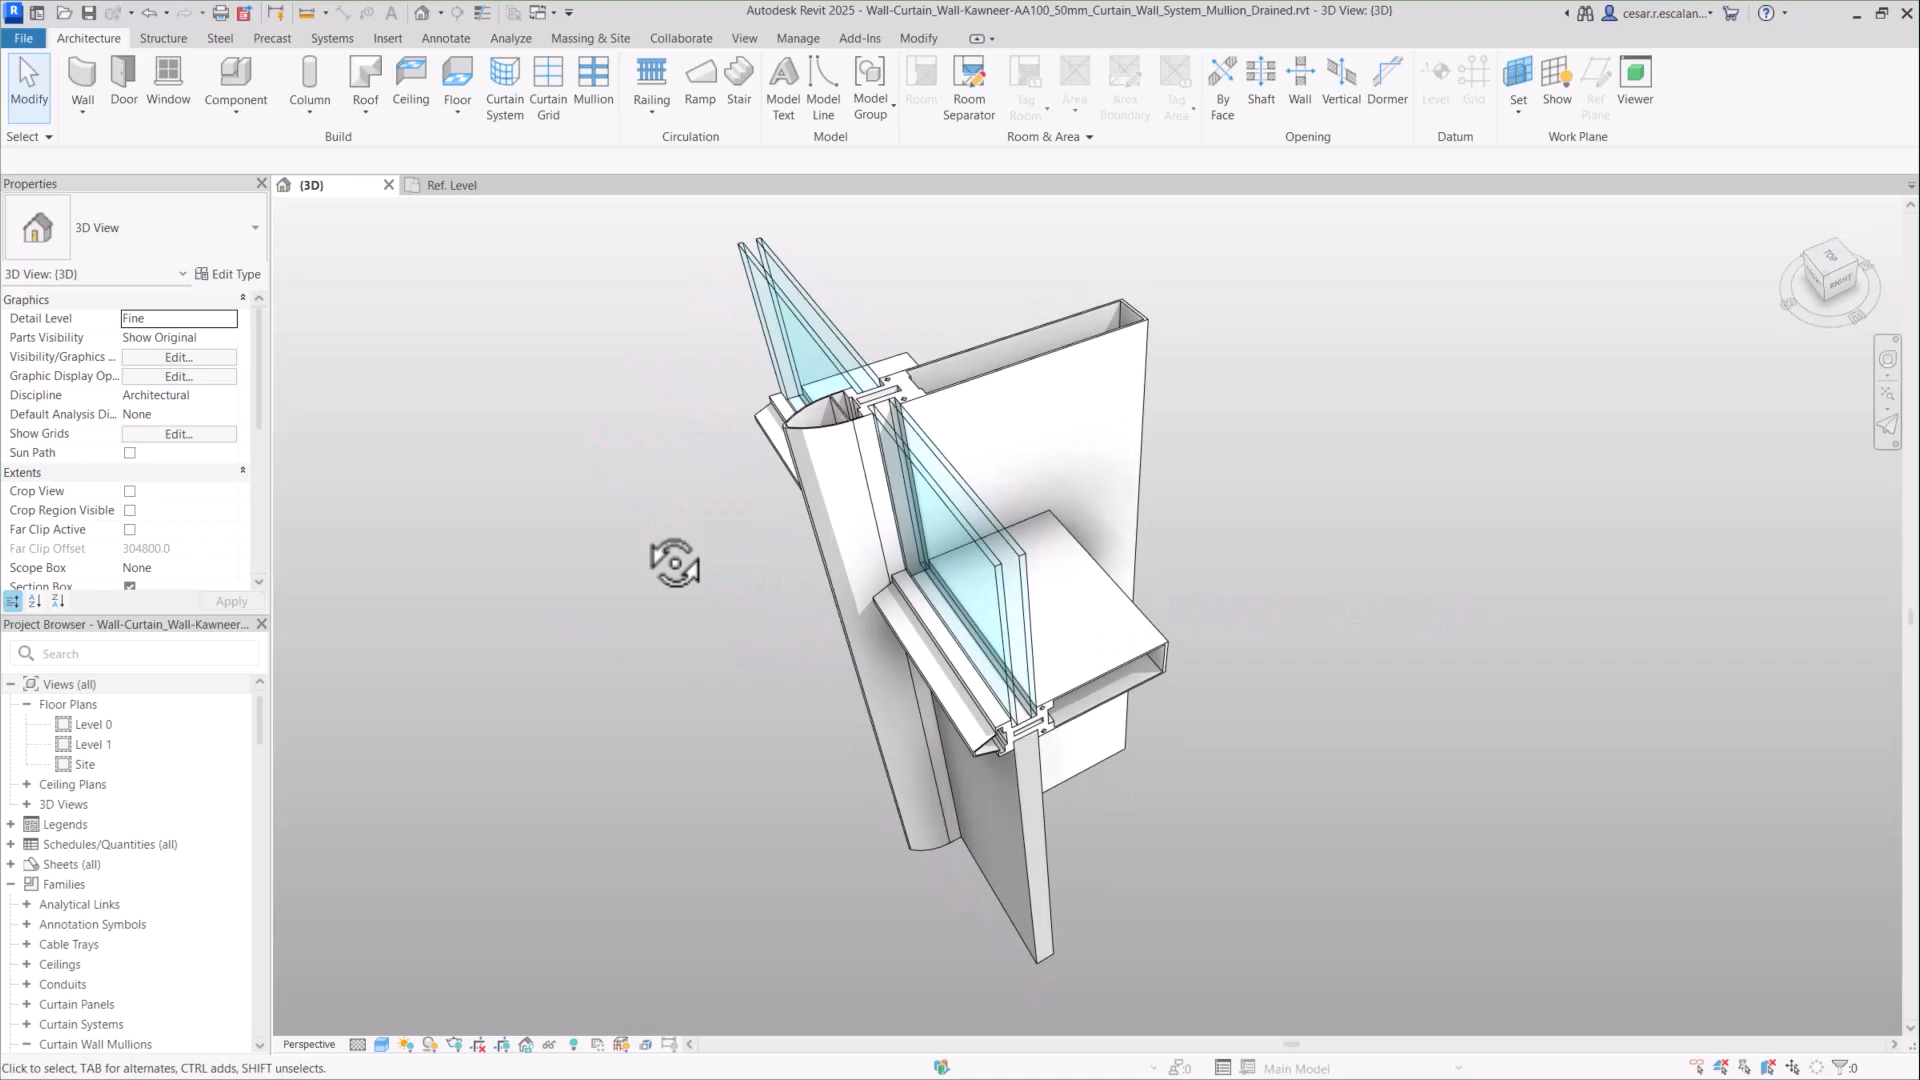 Autodesk Revit 2025 - Wall-Curtain_Wall-Kawneer-AA100_50mm_Curtain_Wall_System_Mullion_Drained.rvt - 3D View: {3D}
cesar.r.escalan...
File Architecture Structure Steel Precast Systems Insert Annotate Analyze Massing & Site Collaborate View Manage Add-Ins Modify
Modify Wall Door Window Component Column Roof Ceiling Floor Curtain System Curtain Grid Mullion Railing Ramp Stair Model Text Model Line Model Group Room Room Separator Tag Room Area Area Boundary Tag Area By Face Shaft Wall Vertical Dormer Level Grid Set Show Ref Plane Viewer
Select Build Circulation Model Room & Area Opening Datum Work Plane
Properties
{3D} Ref. Level
3D View
3D View: {3D} Edit Type
Graphics
Detail Level Fine
Parts Visibility Show Original
Visibility/Graphics ... Edit...
Graphic Display Op... Edit...
Discipline Architectural
Default Analysis Di... None
Show Grids Edit...
Sun Path
Extents
Crop View
Crop Region Visible
Far Clip Active
Far Clip Offset 304800.0
Scope Box None
Section Box
Apply
Project Browser - Wall-Curtain_Wall-Kawneer...
Search
Views (all)
Floor Plans
Level 0
Level 1
Site
Ceiling Plans
3D Views
Legends
Schedules/Quantities (all)
Sheets (all)
Families
Analytical Links
Annotation Symbols
Cable Trays
Ceilings
Conduits
Curtain Panels
Curtain Systems
Curtain Wall Mullions
TOP
RIGHT
Perspective
Click to select, TAB for alternates, CTRL adds, SHIFT unselects.
:0
Main Model
:0